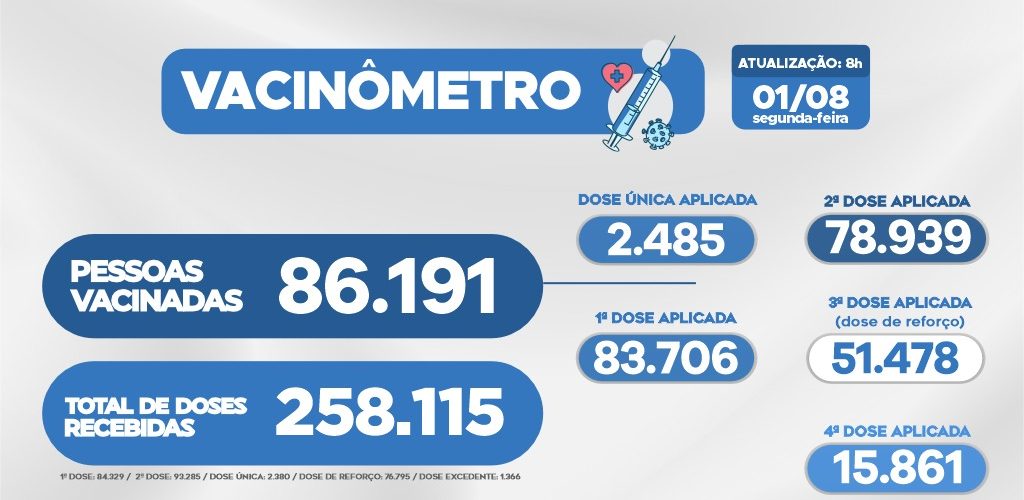 VACINÔMETRO
ATUALIZAÇÃO: 8h
01/08
segunda-feira
PESSOAS
VACINADAS
86.191
DOSE ÚNICA APLICADA
2.485
2ª DOSE APLICADA
78.939
1ª DOSE APLICADA
83.706
3ª DOSE APLICADA
(dose de reforço)
51.478
TOTAL DE DOSES
RECEBIDAS
258.115
4ª DOSE APLICADA
15.861
1ª DOSE: 84.329 / 2ª DOSE: 93.285 / DOSE ÚNICA: 2.380 / DOSE DE REFORÇO: 76.795 / DOSE EXCEDENTE: 1.366